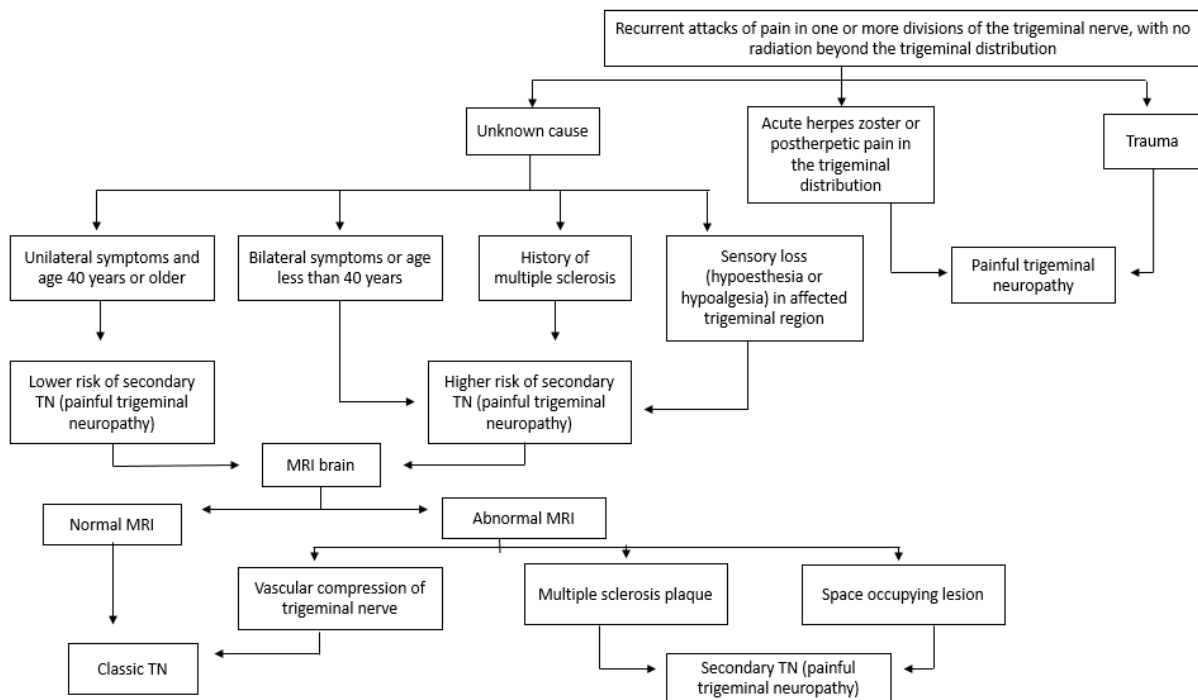 Recurrent attacks of pain in one or more divisions of the trigeminal nerve, with no
radiation beyond the trigeminal distribution
Unknown cause
Acute herpes zoster or
postherpetic pain in
the trigeminal
distribution
Trauma
Unilateral symptoms and
age 40 years or older
Bilateral symptoms or age
less than 40 years
History of
multiple sclerosis
Sensory loss
(hypoesthesia or
hypoalgesia) in affected
trigeminal region
Painful trigeminal
neuropathy
Lower risk of secondary
TN (painful trigeminal
neuropathy)
Higher risk of secondary
TN (painful trigeminal
neuropathy)
MRI brain
Normal MRI
Abnormal MRI
Vascular compression of
trigeminal nerve
Multiple sclerosis plaque
Space occupying lesion
Classic TN
Secondary TN (painful
trigeminal neuropathy)